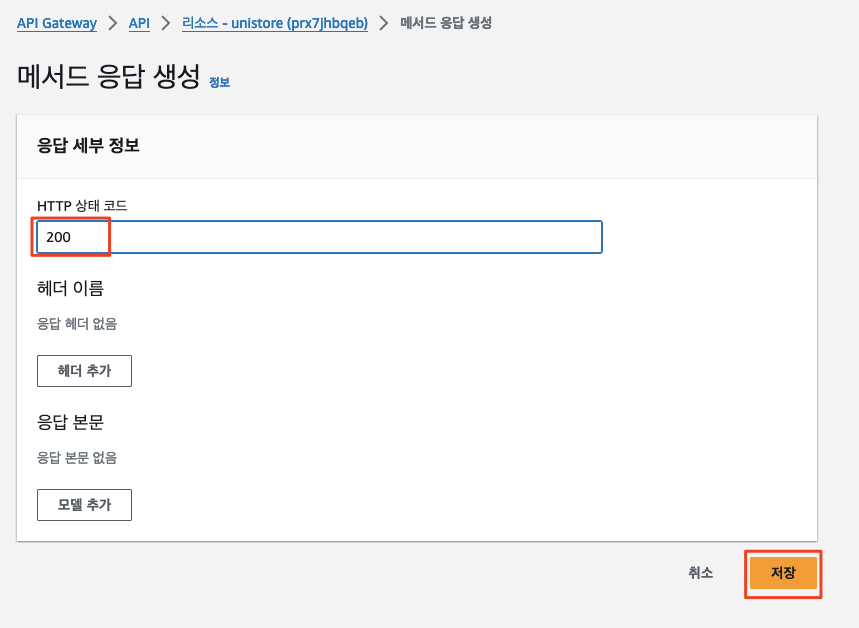 API Gateway > API > 리소스 - unistore (prx7jhbqeb) > 메서드 응답 생성
메서드 응답 생성 정보
응답 세부 정보
HTTP 상태 코드
200
헤더 이름
응답 헤더 없음
헤더 추가
응답 본문
응답 본문 없음
모델 추가
취소 저장